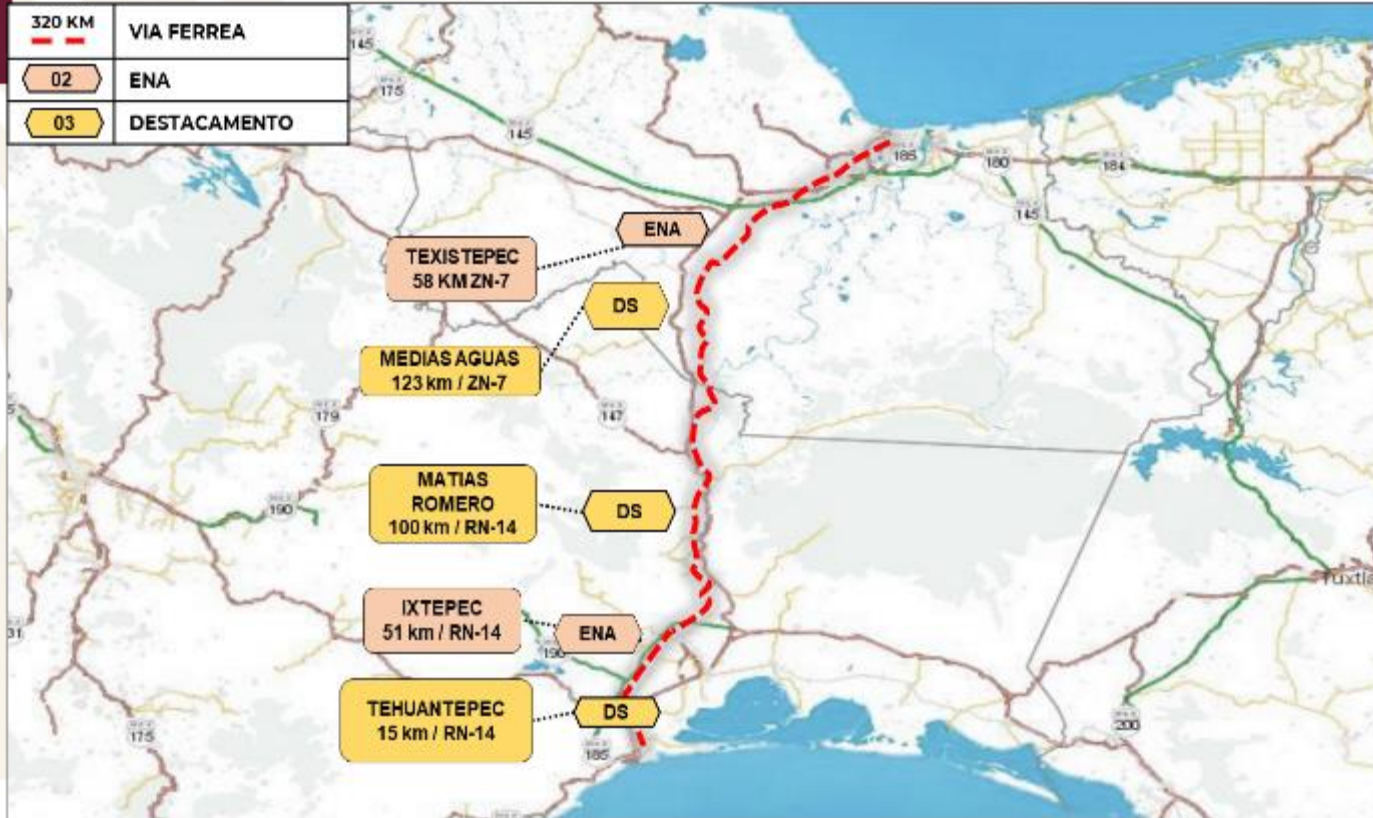 320 KM VIA FERREA
02 ENA
03 DESTACAMENTO
145
175
145
185
180
184
145
ENA
TEXISTEPEC
58 KM ZN-7
DS
MEDIAS AGUAS
123 km / ZN-7
179
147
MATIAS
ROMERO
100 km / RN-14
DS
190
IXTEPEC
51 km / RN-14
ENA
190
31
Tuxtla
TEHUANTEPEC
15 km / RN-14
DS
175
185
200